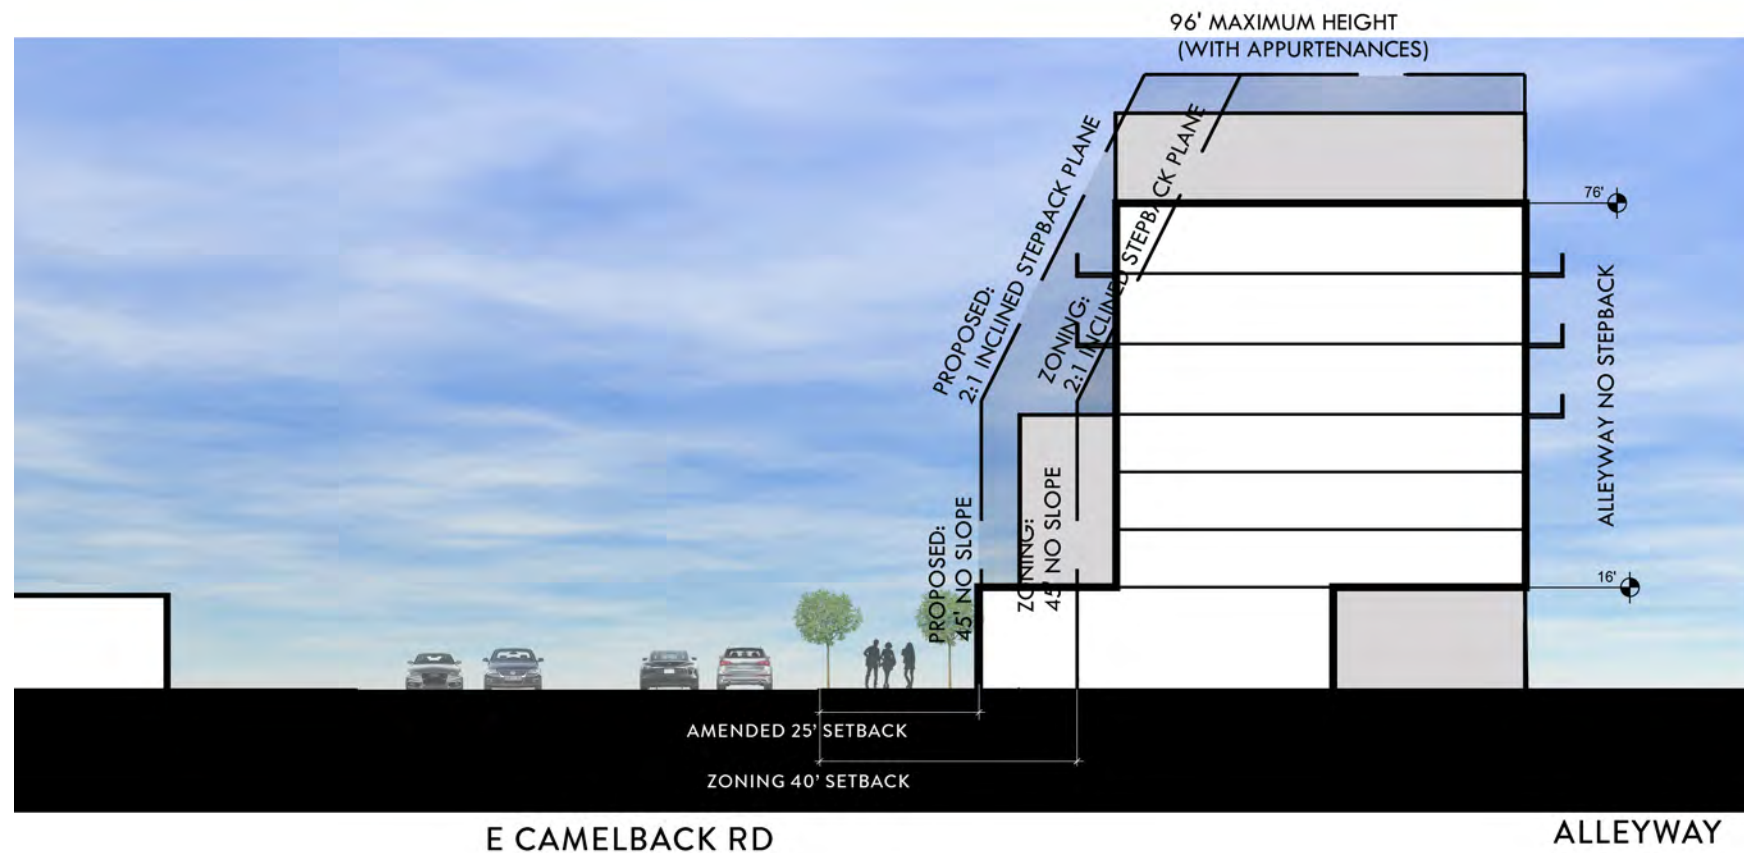 96' MAXIMUM HEIGHT
(WITH APPURTENANCES)
PROPOSED:
2:1 INCLINED STEPBACK PLANE
ZONING:
2:1 INCLINED STEPBACK PLANE
76'
ALLEYWAY NO STEPBACK
PROPOSED:
45' NO SLOPE
ZONING:
45' NO SLOPE
16'
AMENDED 25' SETBACK
ZONING 40' SETBACK
E CAMELBACK RD
ALLEYWAY